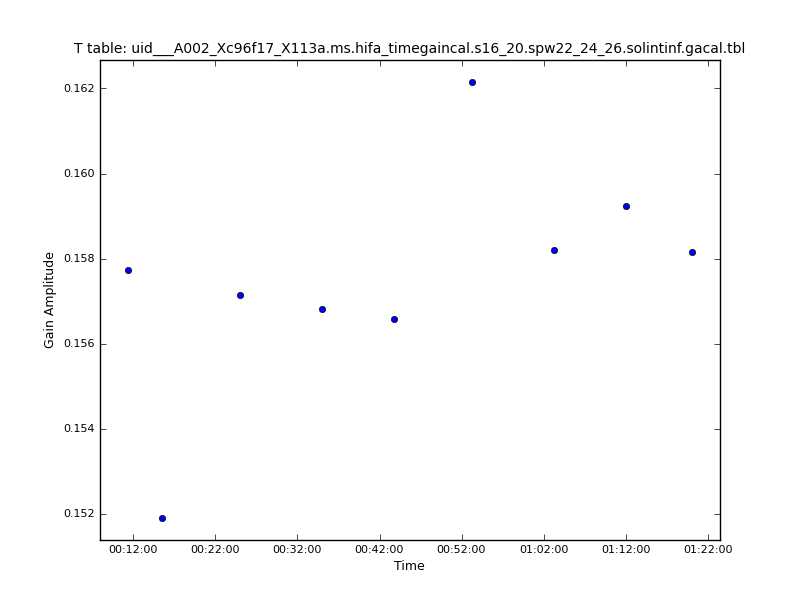 T table: uid___A002_Xc96f17_X113a.ms.hifa_timegaincal.s16_20.spw22_24_26.solintinf.gacal.tbl
0.162
0.160
0.158
0.156
0.154
0.152
Gain Amplitude
00:12:00 00:22:00 00:32:00 00:42:00 00:52:00 01:02:00 01:12:00 01:22:00
Time